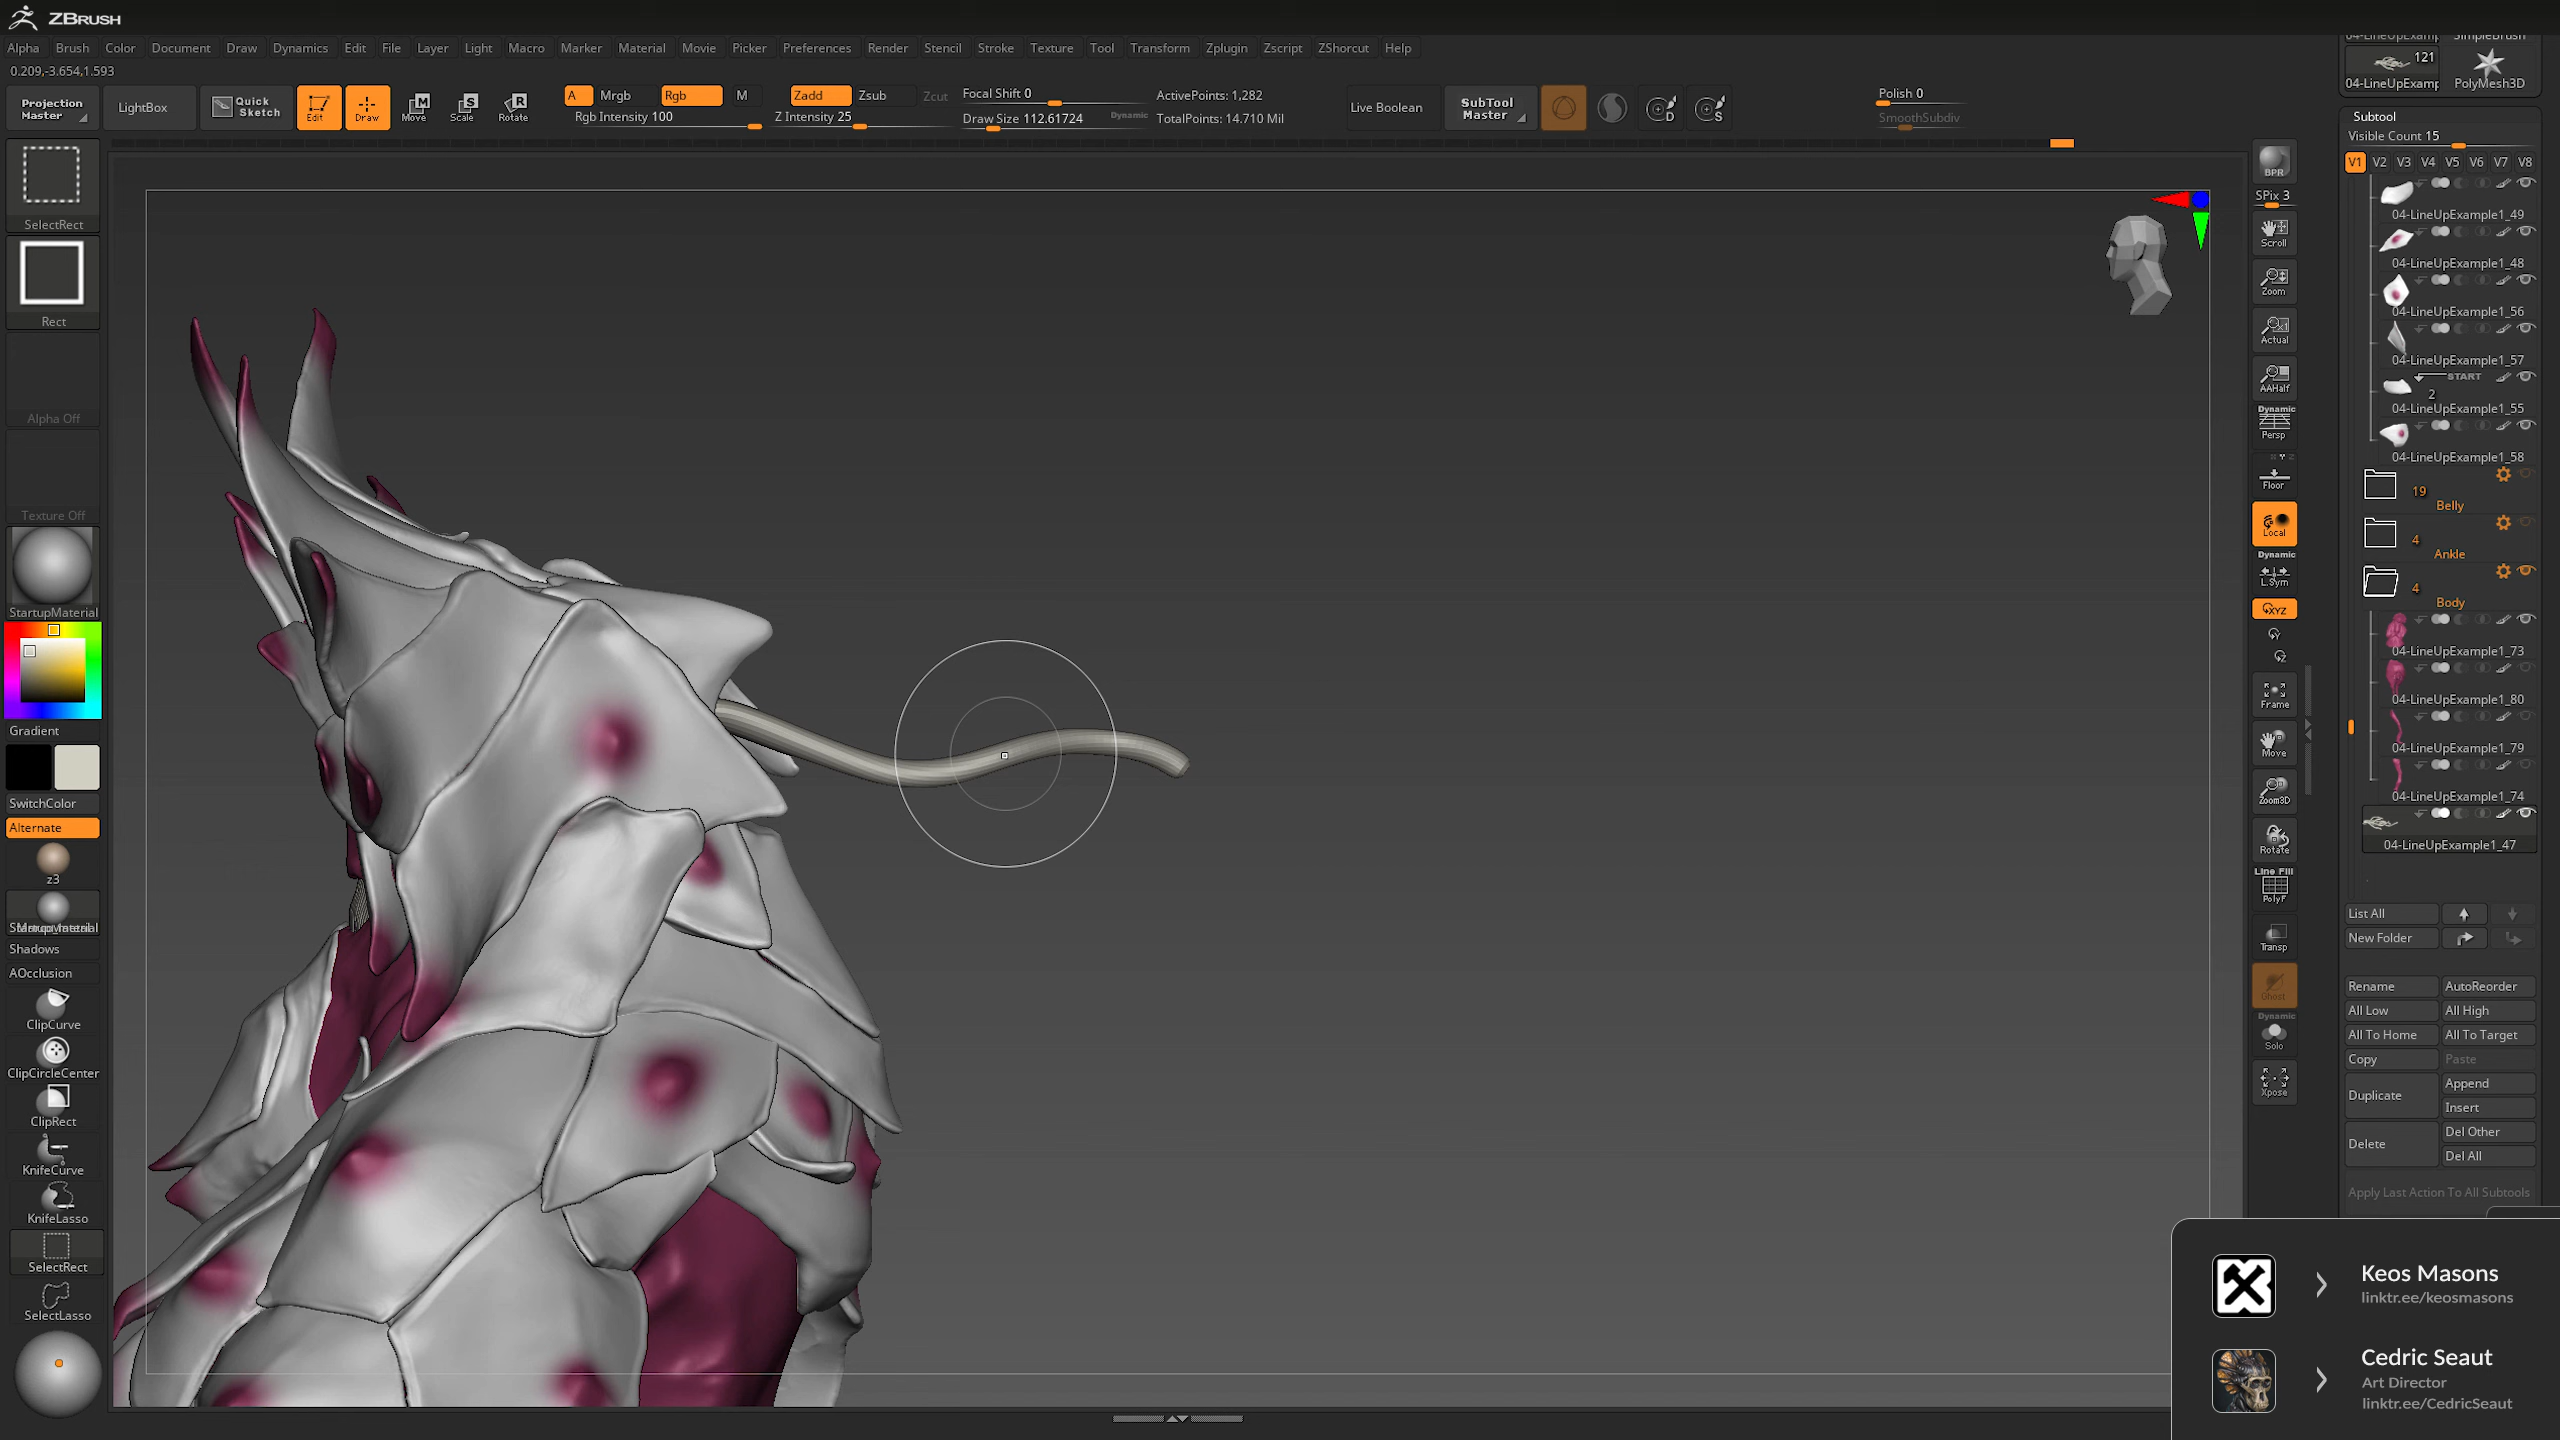 ZBRUSH
Alpha Brush Color Document Draw Dynamics Edit File Layer Light Macro Marker Material Movie Picker Preferences Render Stencil Stroke Texture Tool Transform Zplugin Zscript ZShorcut Help
0.209,-3.654,1.593
Projection Master
LightBox
Quick Sketch
Edit
Draw
Move
Scale
Rotate
A Mrgb Rgb M
Rgb Intensity 100
Zadd Zsub Zcut
Z Intensity 25
Focal Shift 0
Draw Size 112.61724
Dynamic
ActivePoints: 1,282
TotalPoints: 14.710 Mil
Live Boolean
SubTool Master
D
S
Polish 0
SmoothSubdiv
121
04-LineUpExamp
SimpleBrush
04-LineUpExamp
PolyMesh3D
Subtool
Visible Count 15
V1 V2 V3 V4 V5 V6 V7 V8
04-LineUpExample1_49
04-LineUpExample1_48
04-LineUpExample1_56
04-LineUpExample1_57
START
2
04-LineUpExample1_55
04-LineUpExample1_58
19
Belly
4
Ankle
4
Body
04-LineUpExample1_73
04-LineUpExample1_80
04-LineUpExample1_79
04-LineUpExample1_74
04-LineUpExample1_47
List All
New Folder
Rename AutoReorder
All Low All High
All To Home All To Target
Copy Paste
Duplicate Append
Insert
Delete Del Other
Del All
Apply Last Action To All Subtools
SelectRect
Rect
Alpha Off
Texture Off
StartupMaterial
Gradient
SwitchColor
Alternate
z3
Shadows
AOcclusion
ClipCurve
ClipCircleCenter
ClipRect
KnifeCurve
KnifeLasso
SelectRect
SelectLasso
BPR
SPix 3
Scroll
Zoom
Actual
AAHalf
Dynamic
Persp
Floor
Local
Dynamic
L.Sym
XYZ
Frame
Move
Zoom3D
Rotate
Line Fill
PolyF
Transp
Ghost
Dynamic
Solo
Xpose
Keos Masons
linktr.ee/keosmasons
Cedric Seaut
Art Director
linktr.ee/CedricSeaut